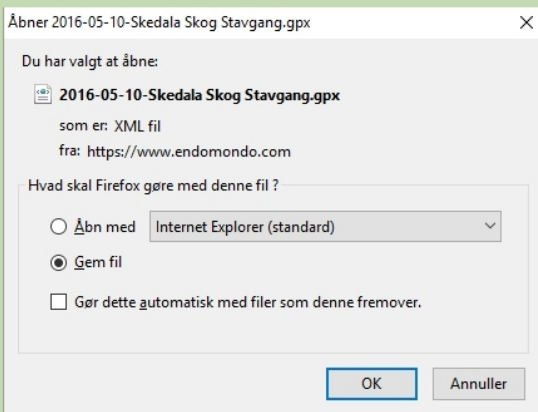 Åbner 2016-05-10-Skedala Skog Stavgang.gpx
Du har valgt at åbne:
2016-05-10-Skedala Skog Stavgang.gpx
som er: XML fil
fra: https://www.endomondo.com
Hvad skal Firefox gøre med denne fil ?
Åbn med Internet Explorer (standard)
Gem fil
Gør dette automatisk med filer som denne fremover.
OK Annuller